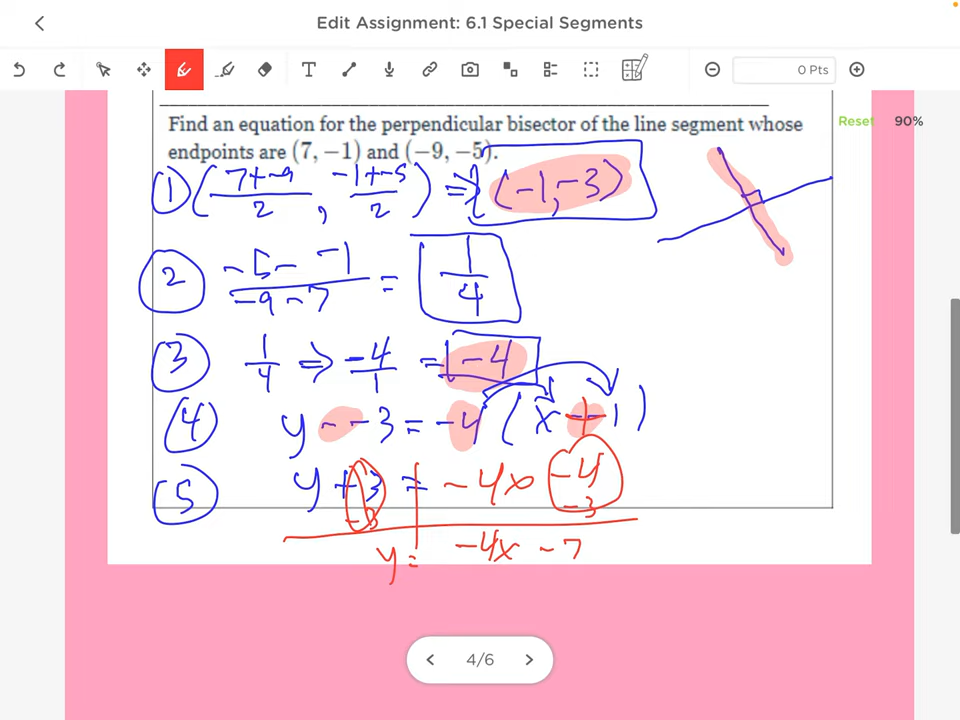 Edit Assignment: 6.1 Special Segments
T 0 Pts
Reset 90%
Find an equation for the perpendicular bisector of the line segment whose
endpoints are (7, −1) and (−9, −5).
① (7+-9/2, -1+-5/2) => (-1, -3)
② -5--1/-9-7 = 1/4
③ 1/4 => -4/1 = -4
④ y--3 = -4(x+1)
⑤ y+3 = -4x -4
-3 -3
y = -4x -7
4/6